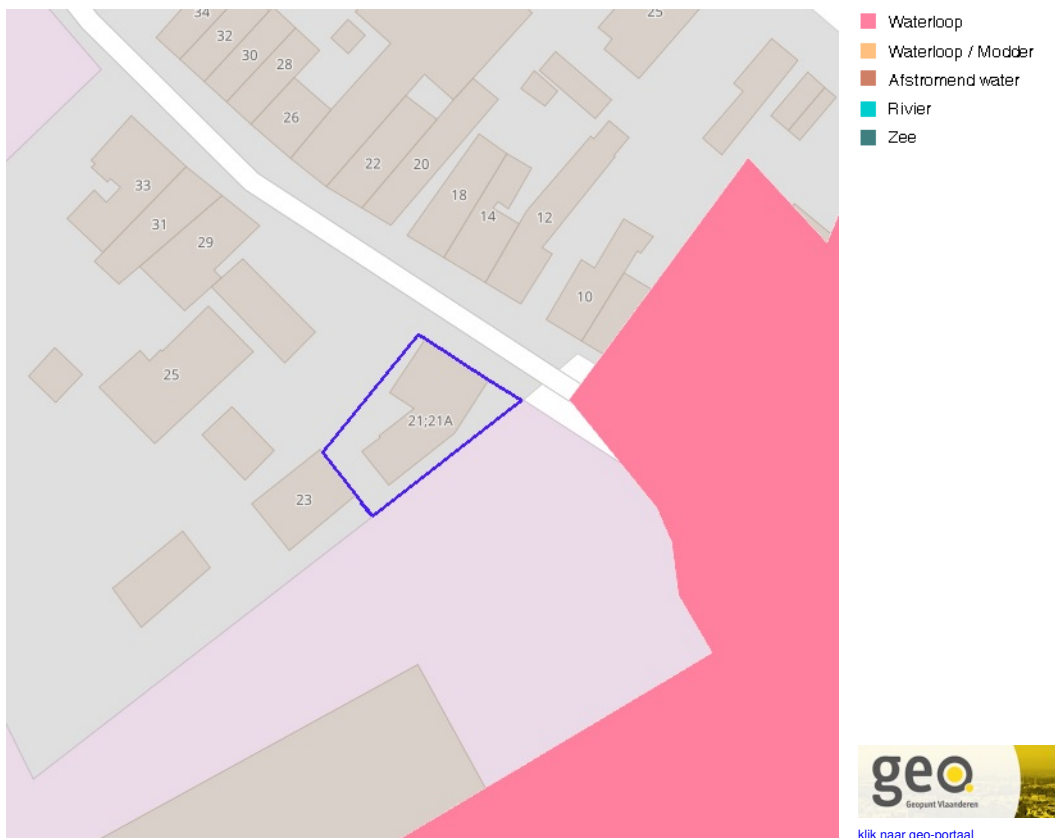 34
32
30
28
26
22
20
18
14
12
10
25
33
31
29
25
21;21A
23
Waterloop
Waterloop / Modder
Afstromend water
Rivier
Zee
geo.
Geopunt Vlaanderen
klik naar geo-portaal